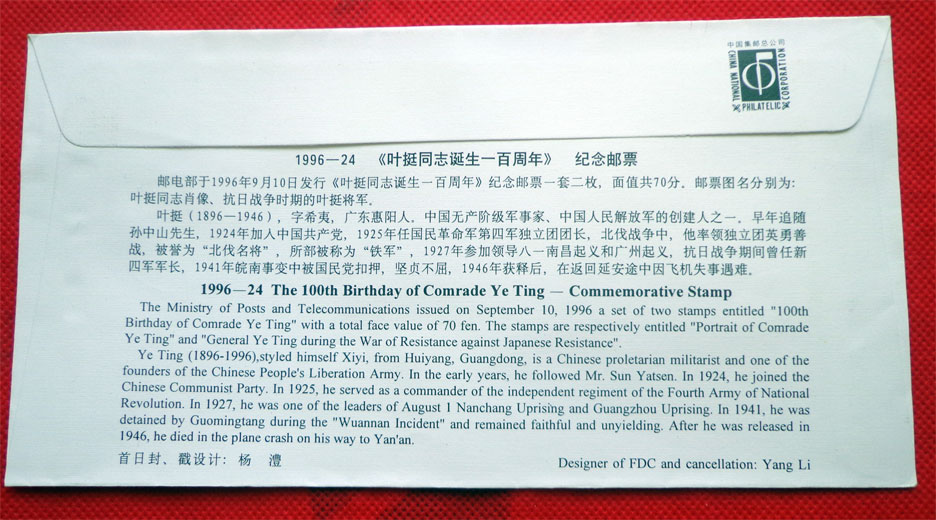 中国集邮总公司
CHINA NATIONAL PHILATELIC CORPORATION
1996—24 《叶挺同志诞生一百周年》 纪念邮票
邮电部于1996年9月10日发行《叶挺同志诞生一百周年》纪念邮票一套二枚，面值共70分。邮票图名分别为：
叶挺同志肖像、抗日战争时期的叶挺将军。
叶挺（1896—1946），字希夷，广东惠阳人。中国无产阶级军事家、中国人民解放军的创建人之一。早年追随
孙中山先生，1924年加入中国共产党，1925年任国民革命军第四军独立团团长，北伐战争中，他率领独立团英勇善
战，被誉为“北伐名将”，所部被称为“铁军”，1927年参加领导八一南昌起义和广州起义，抗日战争期间曾任新
四军军长，1941年皖南事变中被国民党扣押，坚贞不屈，1946年获释后，在返回延安途中因飞机失事遇难。
1996—24 The 100th Birthday of Comrade Ye Ting — Commemorative Stamp
The Ministry of Posts and Telecommunications issued on September 10, 1996 a set of two stamps entitled "100th
Birthday of Comrade Ye Ting" with a total face value of 70 fen. The stamps are respectively entitled "Portrait of Comrade
Ye Ting" and "General Ye Ting during the War of Resistance against Japanese Resistance".
Ye Ting (1896-1996),styled himself Xiyi, from Huiyang, Guangdong, is a Chinese proletarian militarist and one of the
founders of the Chinese People's Liberation Army. In the early years, he followed Mr. Sun Yatsen. In 1924, he joined the
Chinese Communist Party. In 1925, he served as a commander of the independent regiment of the Fourth Army of National
Revolution. In 1927, he was one of the leaders of August 1 Nanchang Uprising and Guangzhou Uprising. In 1941, he was
detained by Guomingtang during the "Wuannan Incident" and remained faithful and unyielding. After he was released in
1946, he died in the plane crash on his way to Yan'an.
首日封、戳设计：杨 澧
Designer of FDC and cancellation: Yang Li